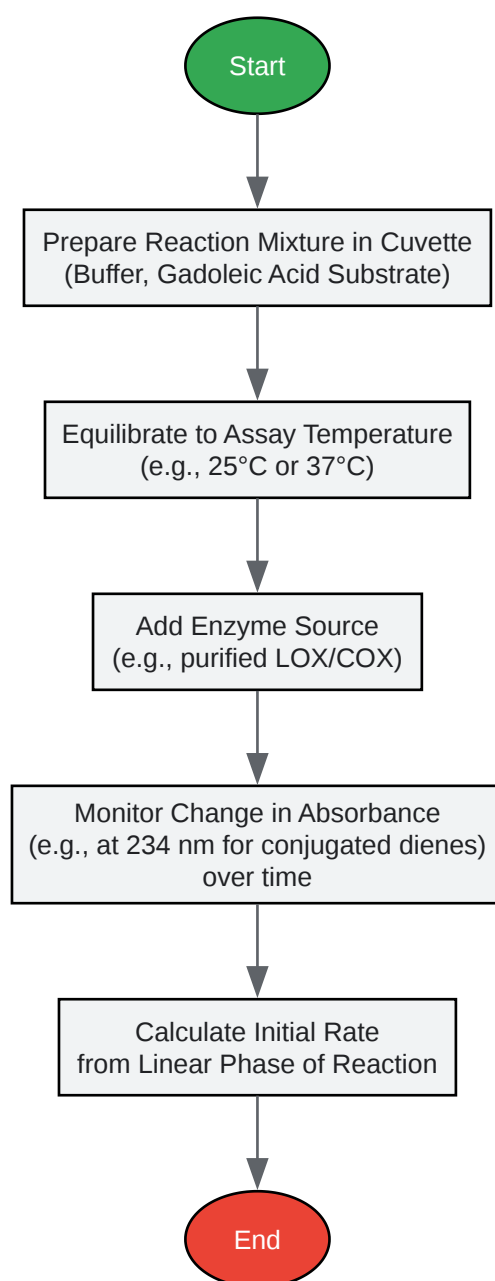 Start
Prepare Reaction Mixture in Cuvette
(Buffer, Gadoleic Acid Substrate)
Equilibrate to Assay Temperature
(e.g., 25°C or 37°C)
Add Enzyme Source
(e.g., purified LOX/COX)
Monitor Change in Absorbance
(e.g., at 234 nm for conjugated dienes)
over time
Calculate Initial Rate
from Linear Phase of Reaction
End